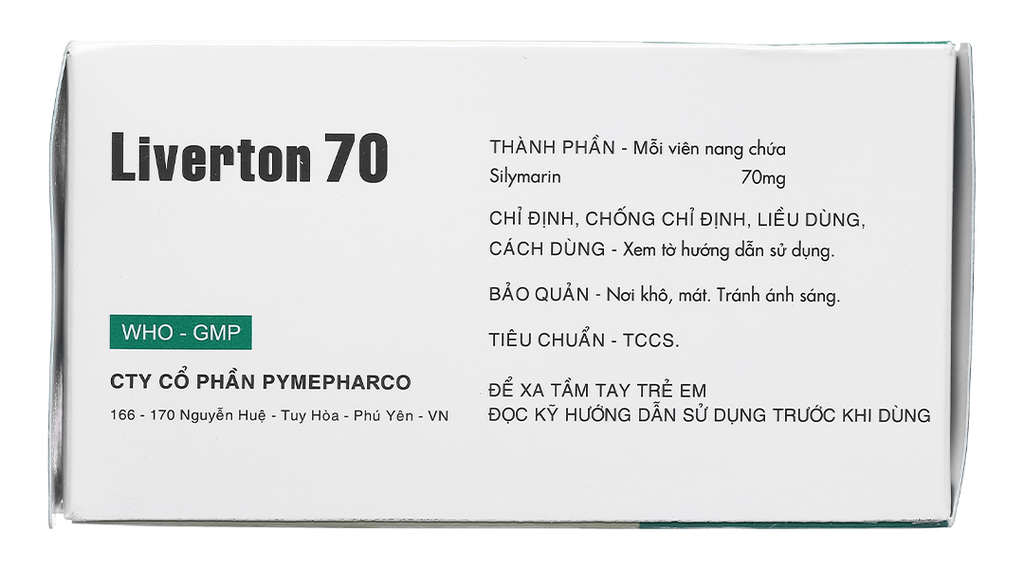 Liverton 70
WHO - GMP
CTY CỔ PHẦN PYMEPHARCO
166 - 170 Nguyễn Huệ - Tuy Hòa - Phú Yên - VN
THÀNH PHẦN - Mỗi viên nang chứa
Silymarin 70mg
CHỈ ĐỊNH, CHỐNG CHỈ ĐỊNH, LIỀU DÙNG,
CÁCH DÙNG - Xem tờ hướng dẫn sử dụng.
BẢO QUẢN - Nơi khô, mát. Tránh ánh sáng.
TIÊU CHUẨN - TCCS.
ĐỂ XA TẦM TAY TRẺ EM
ĐỌC KỸ HƯỚNG DẪN SỬ DỤNG TRƯỚC KHI DÙNG